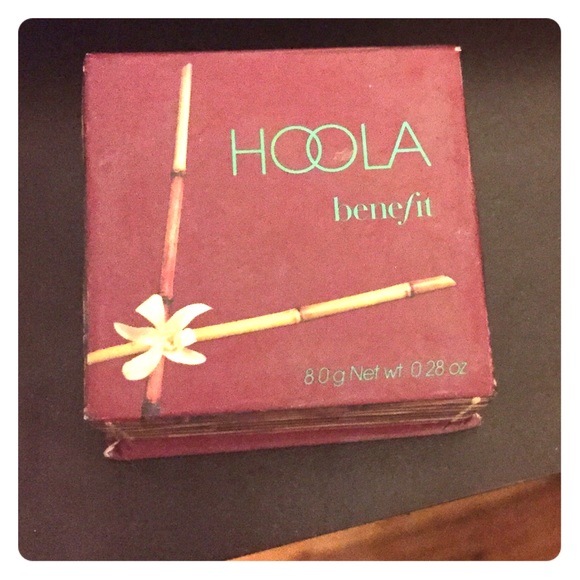 HOOLA
benefit
8.0 g Net wt. 0.28 oz